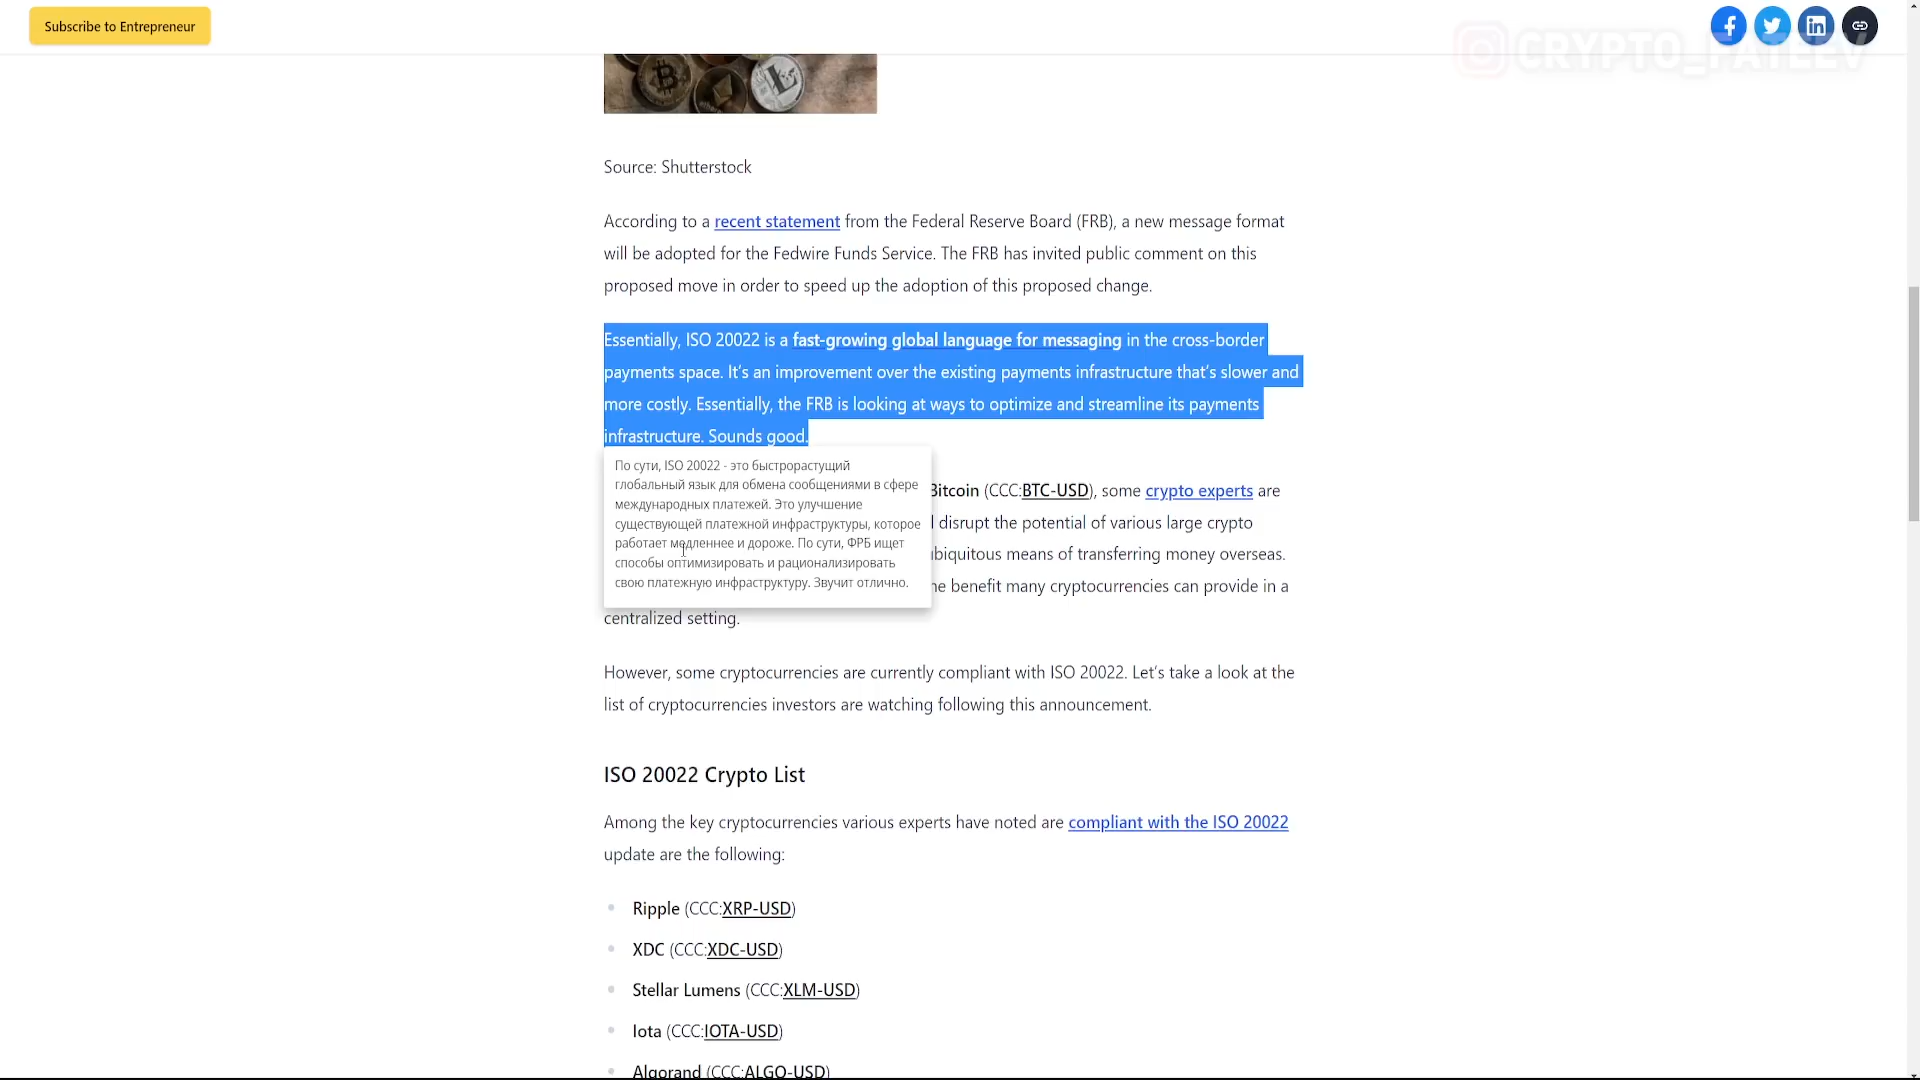 Subscribe to Entrepreneur
CRYPTO_FATEEV
Source: Shutterstock
According to a recent statement from the Federal Reserve Board (FRB), a new message format
will be adopted for the Fedwire Funds Service. The FRB has invited public comment on this
proposed move in order to speed up the adoption of this proposed change.
Essentially, ISO 20022 is a fast-growing global language for messaging in the cross-border
payments space. It’s an improvement over the existing payments infrastructure that’s slower and
more costly. Essentially, the FRB is looking at ways to optimize and streamline its payments
infrastructure. Sounds good.
По сути, ISO 20022 - это быстрорастущий
глобальный язык для обмена сообщениями в сфере
международных платежей. Это улучшение
существующей платежной инфраструктуры, которое
работает медленнее и дороже. По сути, ФРБ ищет
способы оптимизировать и рационализировать
свою платежную инфраструктуру. Звучит отлично.
Bitcoin (CCC:BTC-USD), some crypto experts are
disrupt the potential of various large crypto
ubiquitous means of transferring money overseas.
benefit many cryptocurrencies can provide in a
centralized setting.
However, some cryptocurrencies are currently compliant with ISO 20022. Let’s take a look at the
list of cryptocurrencies investors are watching following this announcement.
ISO 20022 Crypto List
Among the key cryptocurrencies various experts have noted are compliant with the ISO 20022
update are the following:
Ripple (CCC:XRP-USD)
XDC (CCC:XDC-USD)
Stellar Lumens (CCC:XLM-USD)
Iota (CCC:IOTA-USD)
Algorand (CCC:ALGO-USD)